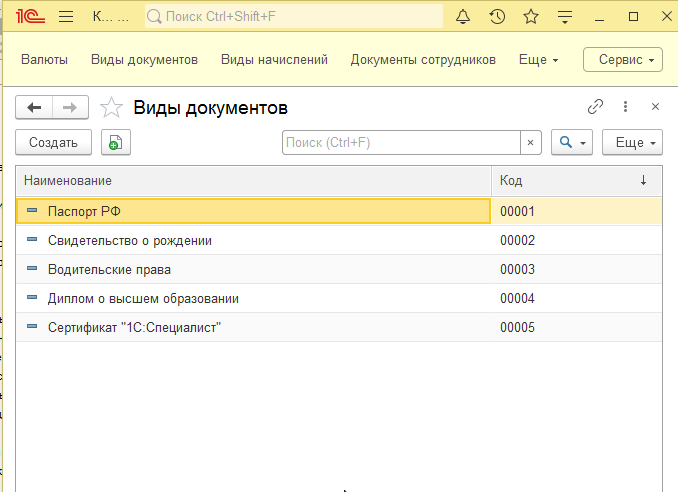 1С К... Поиск Ctrl+Shift+F
Валюты Виды документов Виды начислений Документы сотрудников Еще Сервис
Виды документов
Создать Поиск (Ctrl+F) × Еще
Наименование Код ↓
Паспорт РФ 00001
Свидетельство о рождении 00002
Водительские права 00003
Диплом о высшем образовании 00004
Сертификат "1С:Специалист" 00005